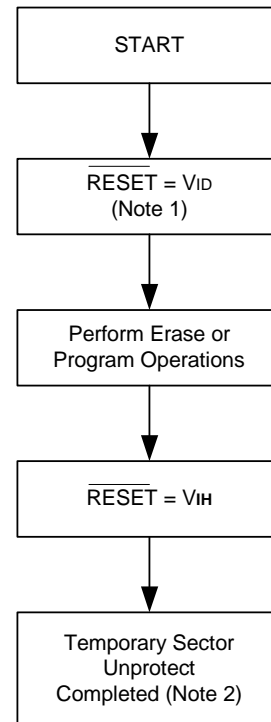 START
RESET = VID
(Note 1)
Perform Erase or
Program Operations
RESET = VIH
Temporary Sector
Unprotect
Completed (Note 2)